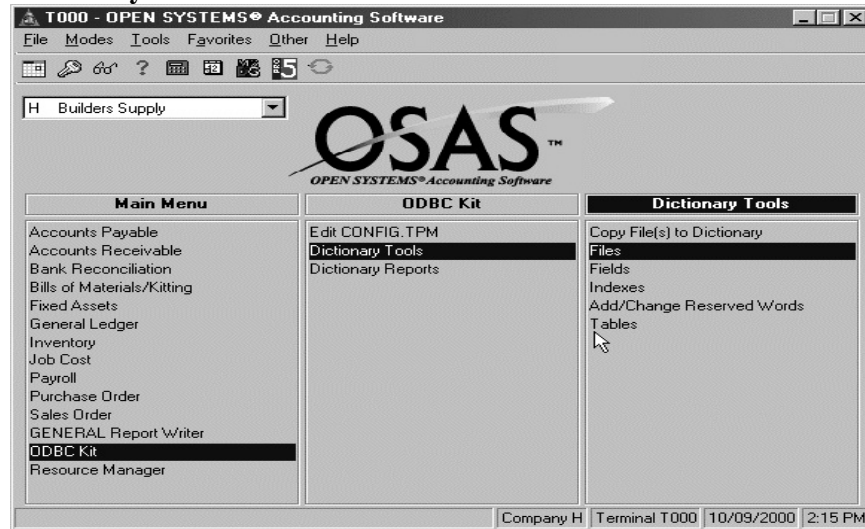 T000 - OPEN SYSTEMS® Accounting Software
File Modes Tools Favorites Other Help
H Builders Supply
OSAS™
OPEN SYSTEMS® Accounting Software
Main Menu
Accounts Payable
Accounts Receivable
Bank Reconciliation
Bills of Materials/Kitting
Fixed Assets
General Ledger
Inventory
Job Cost
Payroll
Purchase Order
Sales Order
GENERAL Report Writer
ODBC Kit
Resource Manager
ODBC Kit
Edit CONFIG.TPM
Dictionary Tools
Dictionary Reports
Dictionary Tools
Copy File(s) to Dictionary
Files
Fields
Indexes
Add/Change Reserved Words
Tables
Company H Terminal T000 10/09/2000 2:15 PM